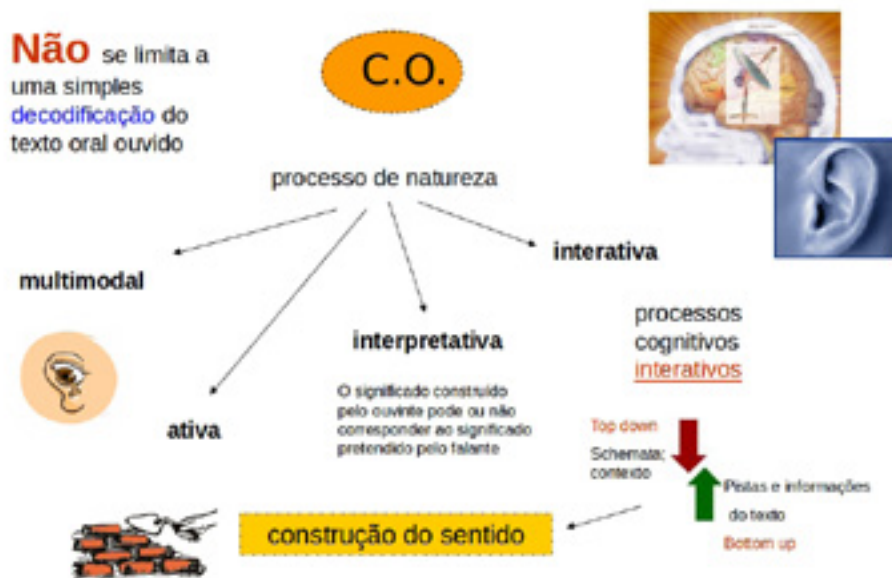 Não se limita a
uma simples
decodificação do
texto oral ouvido
C.O.
processo de natureza
multimodal
ativa
interpretativa
O significado construído
pelo ouvinte pode ou não
corresponder ao significado
pretendido pelo falante
interativa
processos
cognitivos
interativos
Top down
Schemata;
contexto
Pistas e informações
do texto
Bottom up
construção do sentido